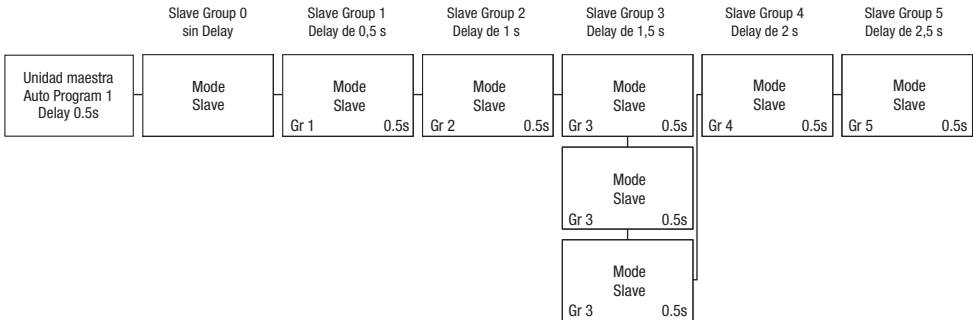 Slave Group 0
sin Delay
Slave Group 1
Delay de 0,5 s
Slave Group 2
Delay de 1 s
Slave Group 3
Delay de 1,5 s
Slave Group 4
Delay de 2 s
Slave Group 5
Delay de 2,5 s
Unidad maestra
Auto Program 1
Delay 0.5s
Mode
Slave
Mode
Slave
Gr 1 0.5s
Mode
Slave
Gr 2 0.5s
Mode
Slave
Gr 3 0.5s
Mode
Slave
Gr 4 0.5s
Mode
Slave
Gr 5 0.5s
Mode
Slave
Gr 3 0.5s
Mode
Slave
Gr 3 0.5s